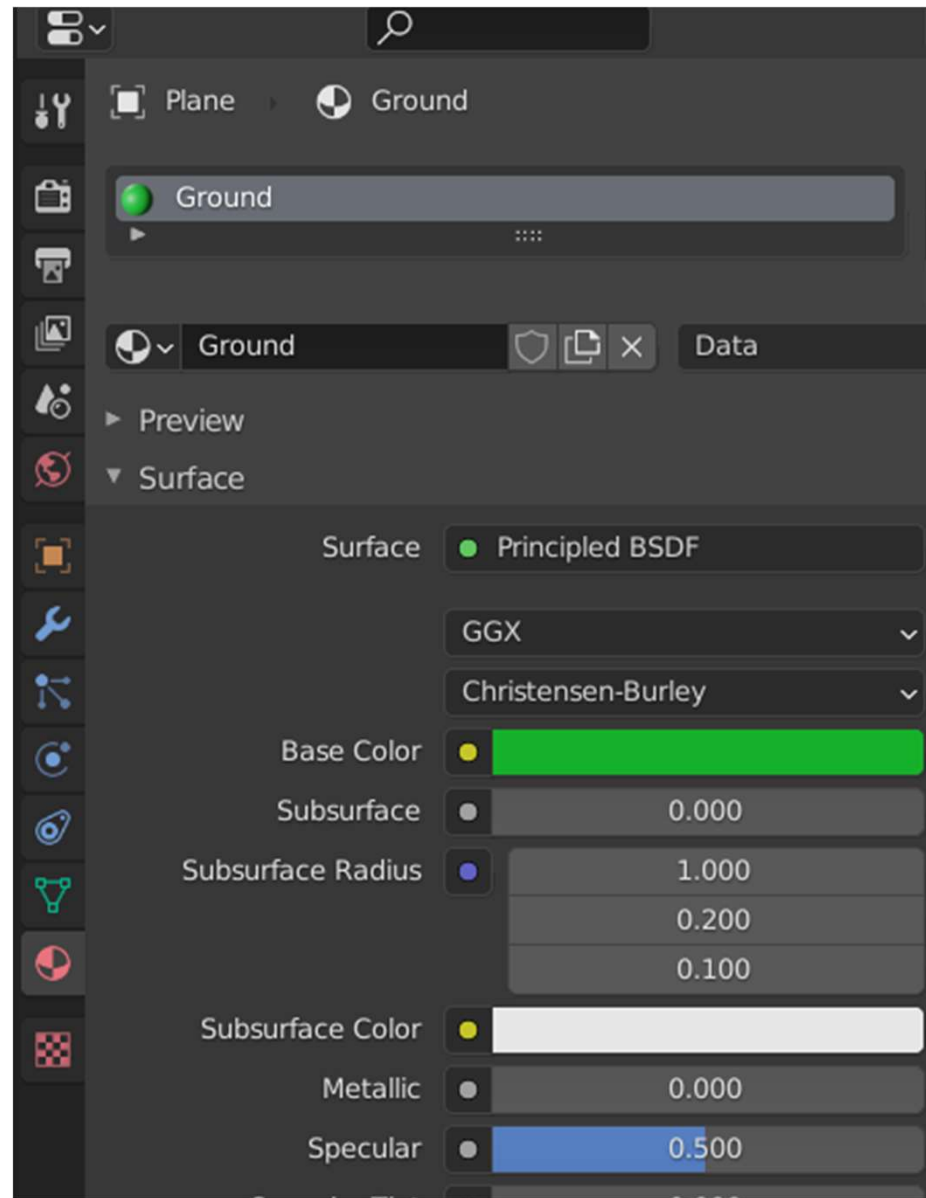 Plane Ground
Ground
Ground Data
Preview
Surface
Surface Principled BSDF
GGX
Christensen-Burley
Base Color
Subsurface 0.000
Subsurface Radius 1.000
0.200
0.100
Subsurface Color
Metallic 0.000
Specular 0.500